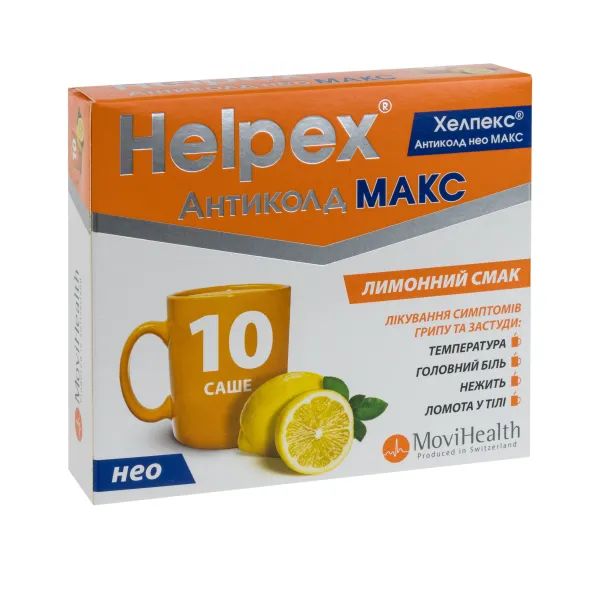 Helpex®
Антиколд МАКС
Хелпекс®
Антиколд нео МАКС
ЛИМОННИЙ СМАК
ЛІКУВАННЯ СИМПТОМІВ
ГРИПУ ТА ЗАСТУДИ:
ТЕМПЕРАТУРА
ГОЛОВНИЙ БІЛЬ
НЕЖИТЬ
ЛОМОТА У ТІЛІ
10
САШЕ
нео
MoviHealth
Produced in Switzerland
MoviHealth